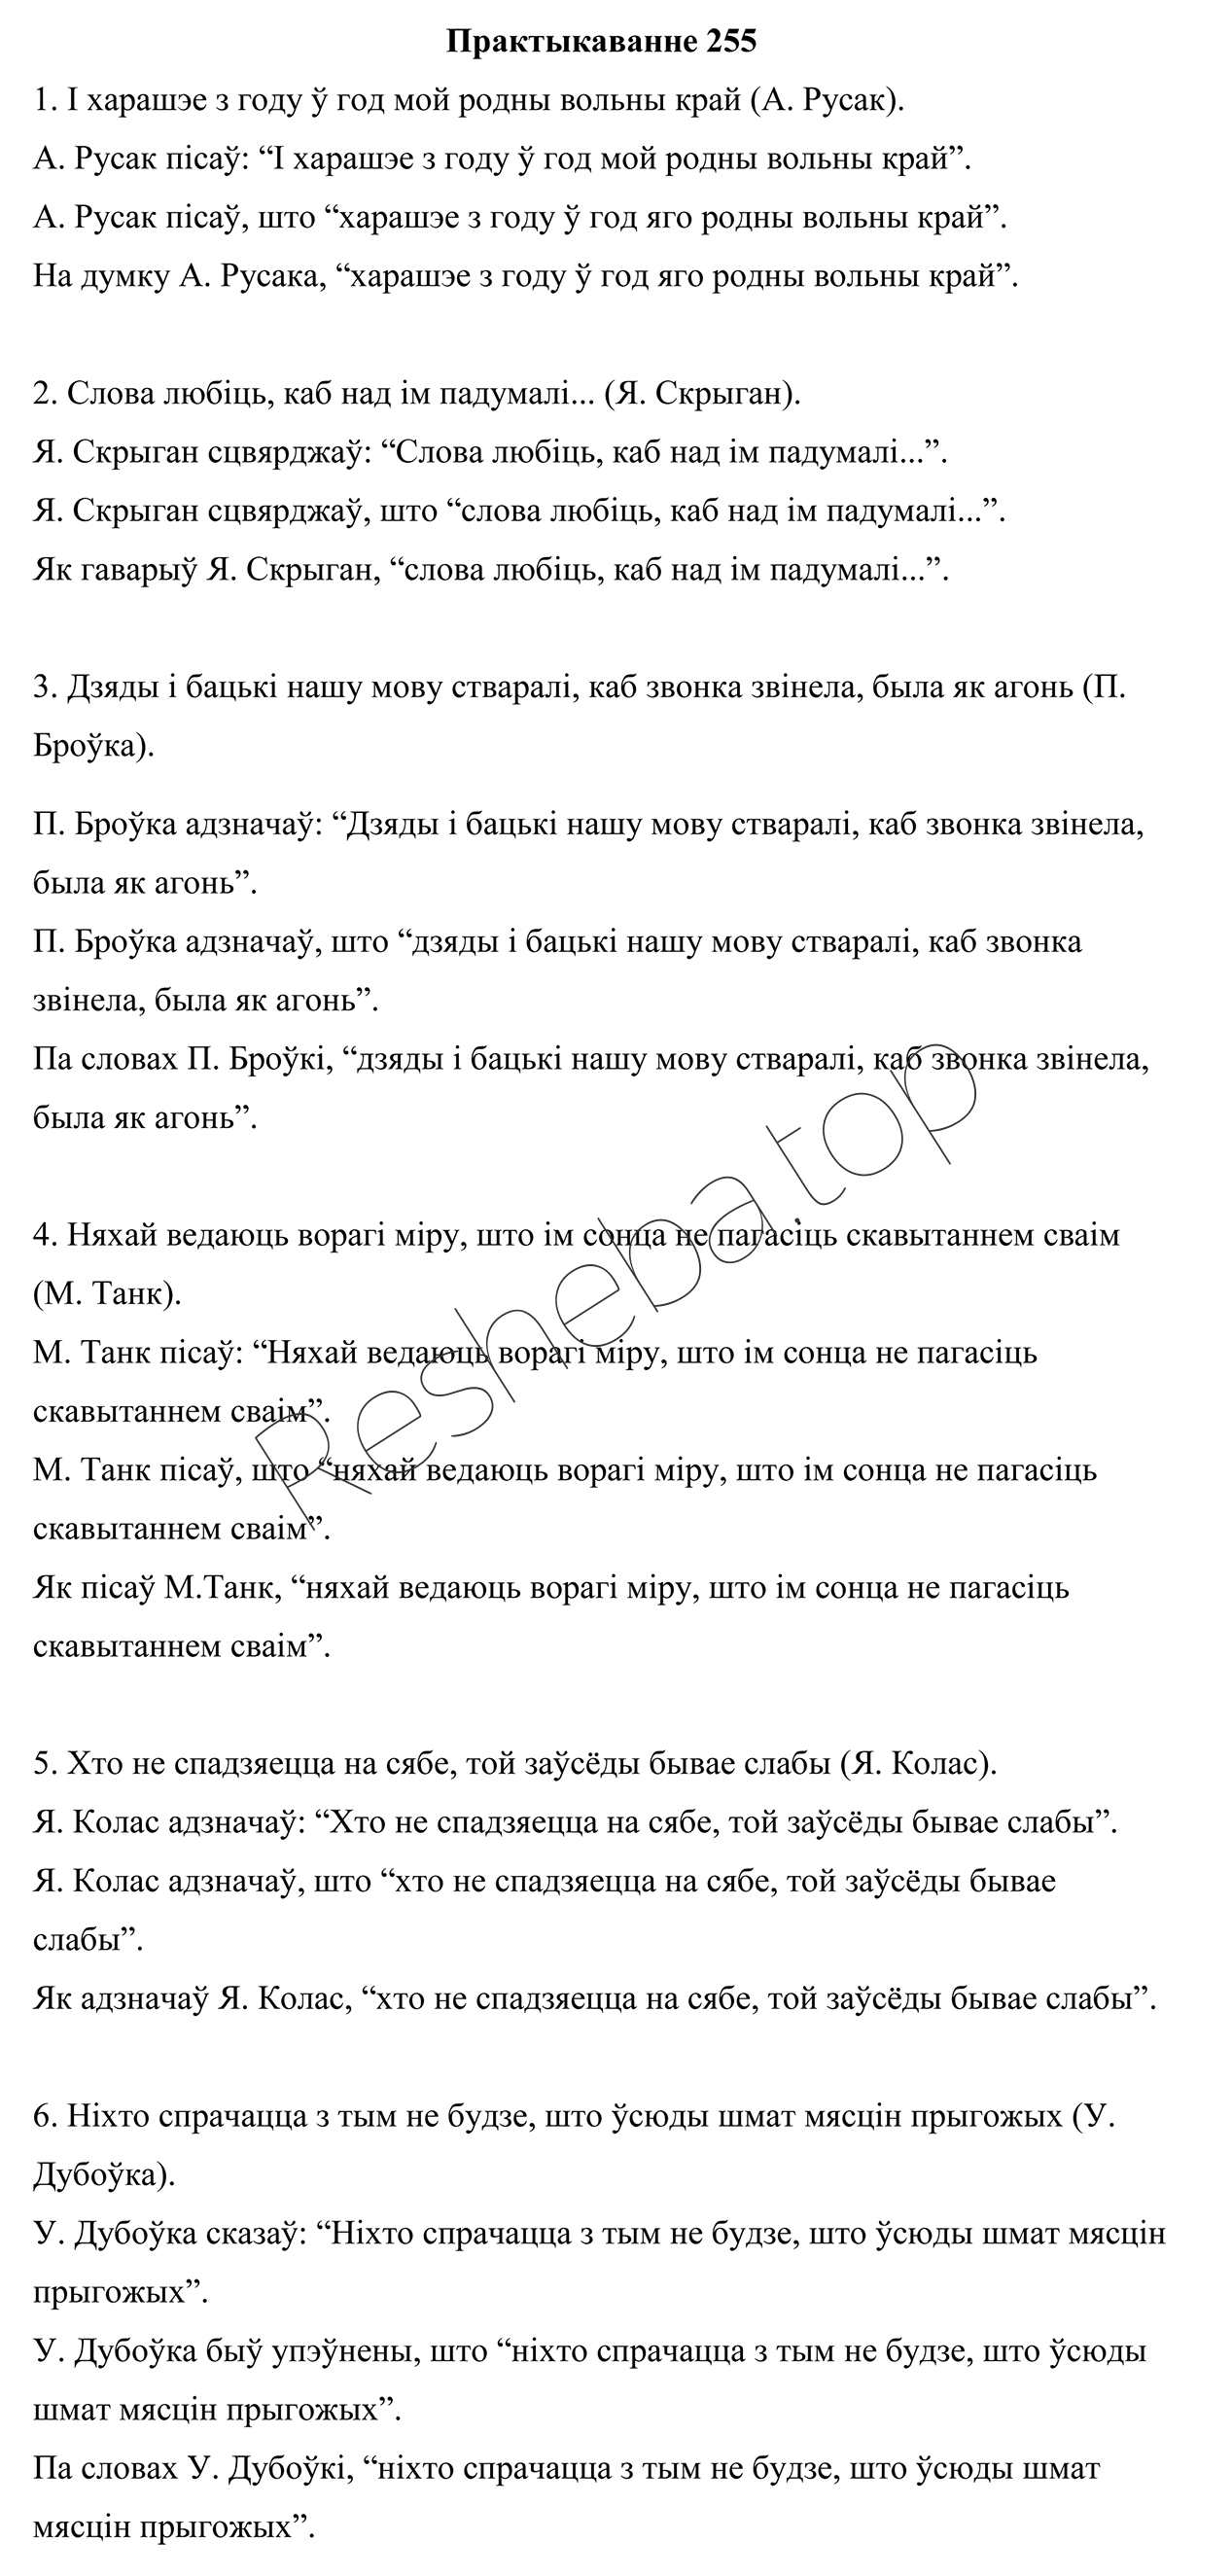 Практыкаванне 255
1. І харашэе з году ў год мой родны вольны край (А. Русак).
А. Русак пісаў: “І харашэе з году ў год мой родны вольны край”.
А. Русак пісаў, што “харашэе з году ў год яго родны вольны край”.
На думку А. Русака, “харашэе з году ў год яго родны вольны край”.
2. Слова любіць, каб над ім падумалі... (Я. Скрыган).
Я. Скрыган сцвярджаў: “Слова любіць, каб над ім падумалі...”.
Я. Скрыган сцвярджаў, што “слова любіць, каб над ім падумалі...”.
Як гаварыў Я. Скрыган, “слова любіць, каб над ім падумалі...”.
3. Дзяды і бацькі нашу мову стваралі, каб звонка звінела, была як агонь (П.
Броўка).
П. Броўка адзначаў: “Дзяды і бацькі нашу мову стваралі, каб звонка звінела,
была як агонь”.
П. Броўка адзначаў, што “дзяды і бацькі нашу мову стваралі, каб звонка
звінела, была як агонь”.
Па словах П. Броўкі, “дзяды і бацькі нашу мову стваралі, каб звонка звінела,
была як агонь”.
4. Няхай ведаюць ворагі міру, што ім сонца не пагасіць скавытаннем сваім
(М. Танк).
М. Танк пісаў: “Няхай ведаюць ворагі міру, што ім сонца не пагасіць
скавытаннем сваім”.
М. Танк пісаў, што “няхай ведаюць ворагі міру, што ім сонца не пагасіць
скавытаннем сваім”.
Як пісаў М.Танк, “няхай ведаюць ворагі міру, што ім сонца не пагасіць
скавытаннем сваім”.
5. Хто не спадзяецца на сябе, той заўсёды бывае слабы (Я. Колас).
Я. Колас адзначаў: “Хто не спадзяецца на сябе, той заўсёды бывае слабы”.
Я. Колас адзначаў, што “хто не спадзяецца на сябе, той заўсёды бывае
слабы”.
Як адзначаў Я. Колас, “хто не спадзяецца на сябе, той заўсёды бывае слабы”.
6. Ніхто спрачацца з тым не будзе, што ўсюды шмат мясцін прыгожых (У.
Дубоўка).
У. Дубоўка сказаў: “Ніхто спрачацца з тым не будзе, што ўсюды шмат мясцін
прыгожых”.
У. Дубоўка быў упэўнены, што “ніхто спрачацца з тым не будзе, што ўсюды
шмат мясцін прыгожых”.
Па словах У. Дубоўкі, “ніхто спрачацца з тым не будзе, што ўсюды шмат
мясцін прыгожых”.
Resheba.top